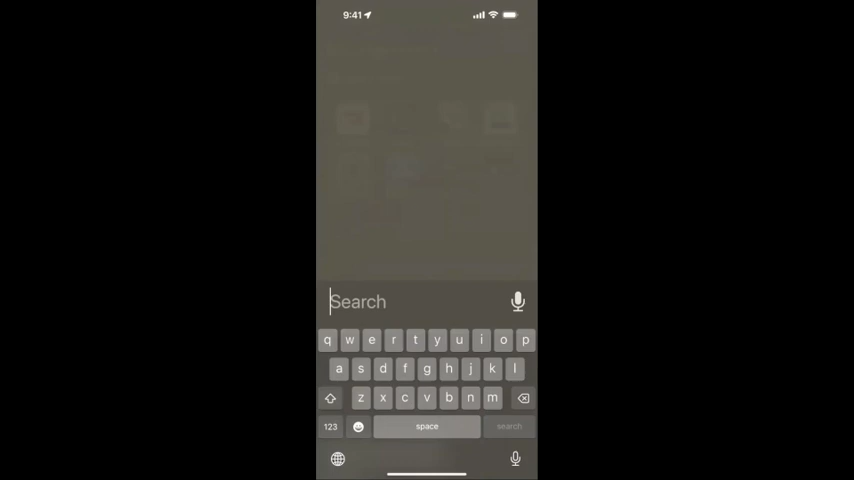 9:41
Search
q w e r t y u i o p
a s d f g h j k l
z x c v b n m
123 space search